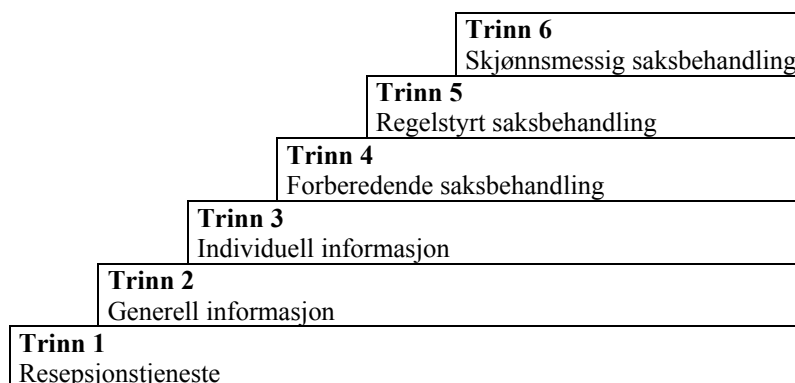 Trinn 6
Skjønnsmessig saksbehandling
Trinn 5
Regelstyrt saksbehandling
Trinn 4
Forberedende saksbehandling
Trinn 3
Individuell informasjon
Trinn 2
Generell informasjon
Trinn 1
Resepsjonstjeneste